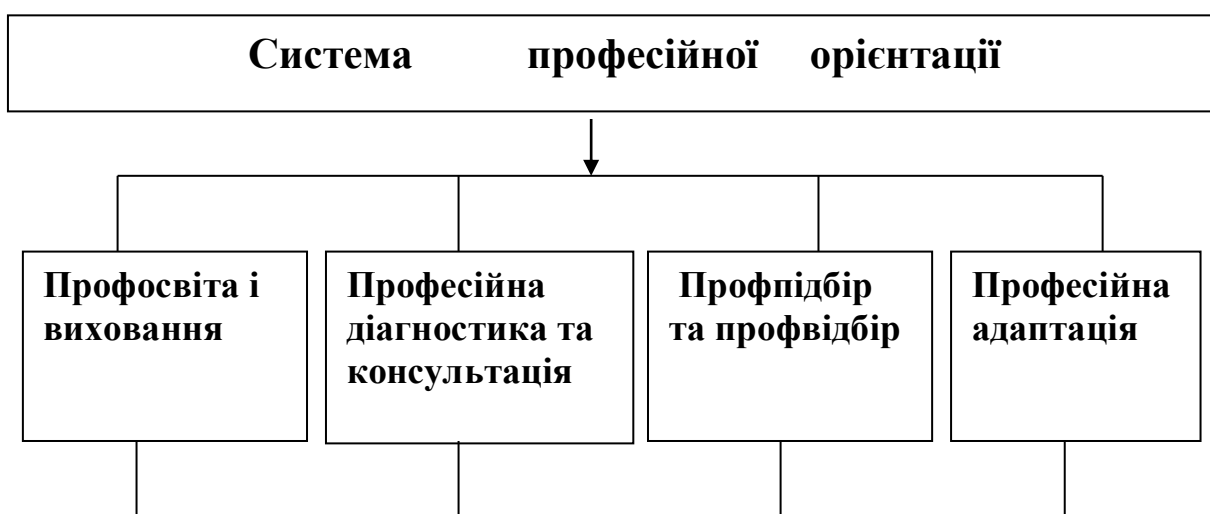 Система професійної орієнтації
Профосвіта і
виховання
Професійна
діагностика та
консультація
Профпідбір
та профвідбір
Професійна
адаптація